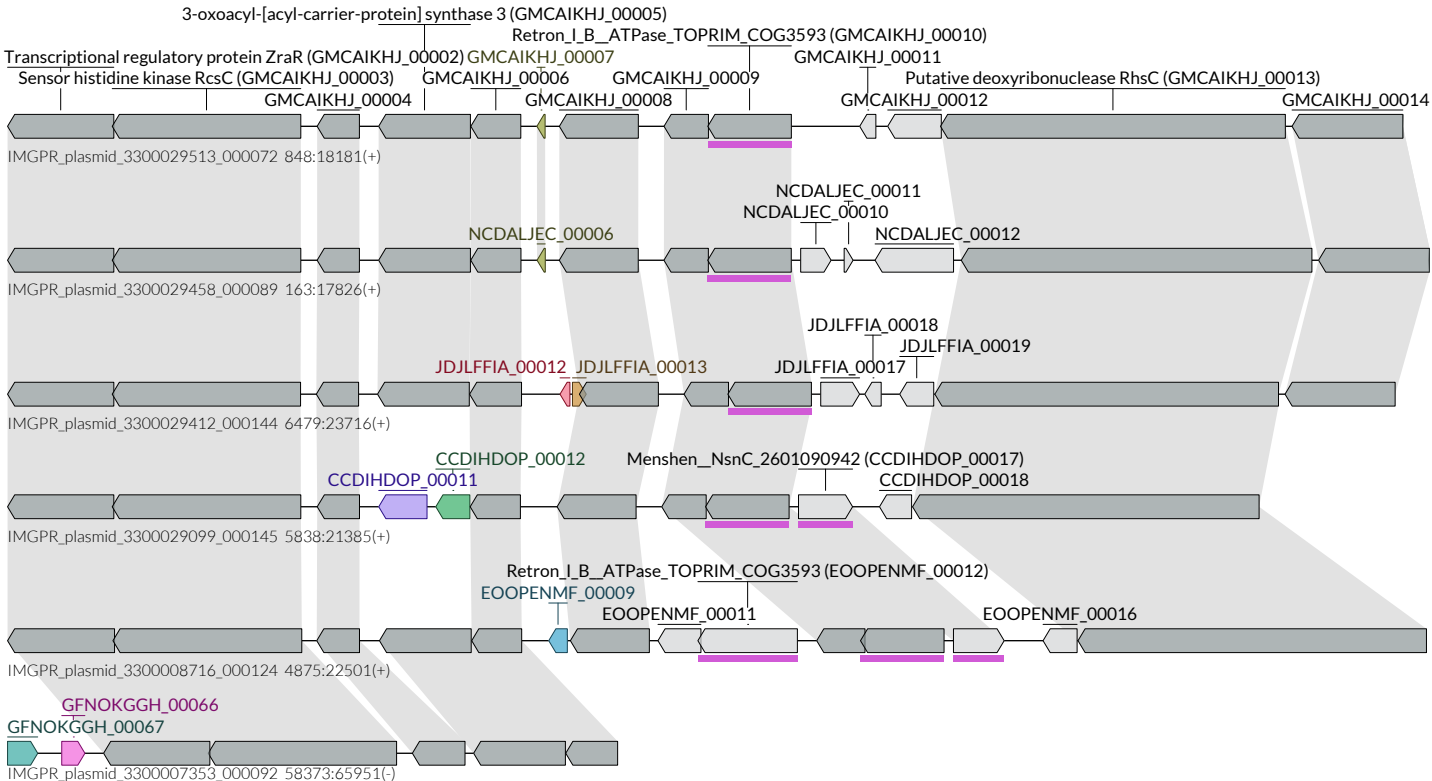 3-oxoacyl-[acyl-carrier-protein] synthase 3 (GMCAIKHJ_00005)
Retron_I_B__ATPase_TOPRIM_COG3593 (GMCAIKHJ_00010)
Transcriptional regulatory protein ZraR (GMCAIKHJ_00002) GMCAIKHJ_00007 GMCAIKHJ_00011
Sensor histidine kinase RcsC (GMCAIKHJ_00003) GMCAIKHJ_00006 GMCAIKHJ_00009 Putative deoxyribonuclease RhsC (GMCAIKHJ_00013)
GMCAIKHJ_00004 GMCAIKHJ_00008 GMCAIKHJ_00012 GMCAIKHJ_00014
IMGPR_plasmid_3300029513_000072 848:18181(+)
NCDALJEC_00011
NCDALJEC_00010
NCDALJEC_00006 NCDALJEC_00012
IMGPR_plasmid_3300029458_000089 163:17826(+)
JDJLFFIA_00018
JDJLFFIA_00019
JDJLFFIA_00012 JDJLFFIA_00013 JDJLFFIA_00017
IMGPR_plasmid_3300029412_000144 6479:23716(+)
CCDIHDOP_00012 Menshen__NsnC_2601090942 (CCDIHDOP_00017)
CCDIHDOP_00011 CCDIHDOP_00018
IMGPR_plasmid_3300029099_000145 5838:21385(+)
Retron_I_B__ATPase_TOPRIM_COG3593 (EOOPENMF_00012)
EOOPENMF_00009
EOOPENMF_00011 EOOPENMF_00016
IMGPR_plasmid_3300008716_000124 4875:22501(+)
GFNOKGGH_00066
GFNOKGGH_00067
IMGPR_plasmid_3300007353_000092 58373:65951(-)